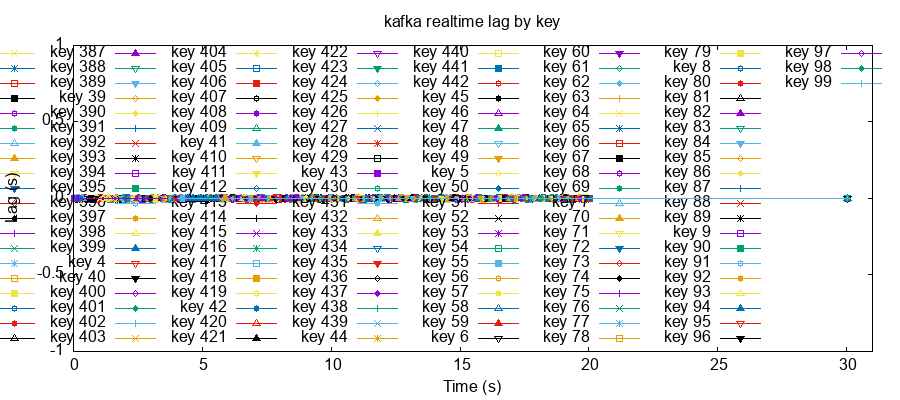 kafka realtime lag by key
1
key 387 key 404 key 422 key 440 key 60 key 79 key 97
key 388 key 405 key 423 key 441 key 61 key 8 key 98
key 389 key 406 key 424 key 442 key 62 key 80 key 99
key 39 key 407 key 425 key 45 key 63 key 81
key 390 key 408 key 426 key 46 key 64 key 82
0.5
key 391 key 409 key 427 key 47 key 65 key 83
key 392 key 41 key 428 key 48 key 66 key 84
key 393 key 410 key 429 key 49 key 67 key 85
key 394 key 411 key 43 key 5 key 68 key 86
key 395 key 412 key 430 key 50 key 69 key 87
Lag (s)
0
key 396 key 413 key 431 key 51 key 7 key 88
key 397 key 414 key 432 key 52 key 70 key 89
key 398 key 415 key 433 key 53 key 71 key 9
key 399 key 416 key 434 key 54 key 72 key 90
key 4 key 417 key 435 key 55 key 73 key 91
-0.5
key 40 key 418 key 436 key 56 key 74 key 92
key 400 key 419 key 437 key 57 key 75 key 93
key 401 key 42 key 438 key 58 key 76 key 94
key 402 key 420 key 439 key 59 key 77 key 95
key 403 key 421 key 44 key 6 key 78 key 96
-1
0 5 10 15 20 25 30
Time (s)